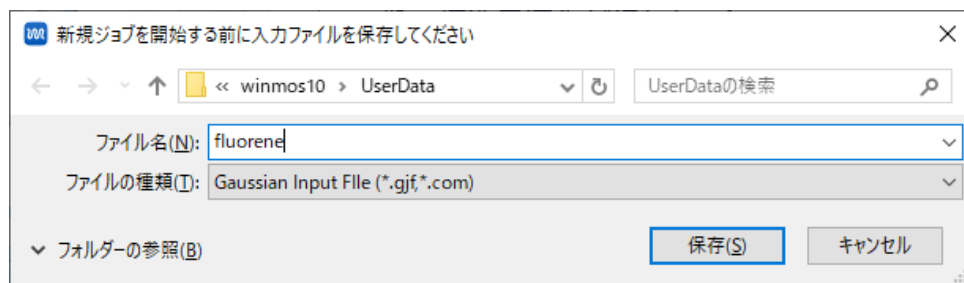 新規ジョブを開始する前に入力ファイルを保存してください
« winmos10 › UserData UserDataの検索
ファイル名(N): fluorene
ファイルの種類(T): Gaussian Input FIle (*.gjf,*.com)
フォルダーの参照(B) 保存(S) キャンセル